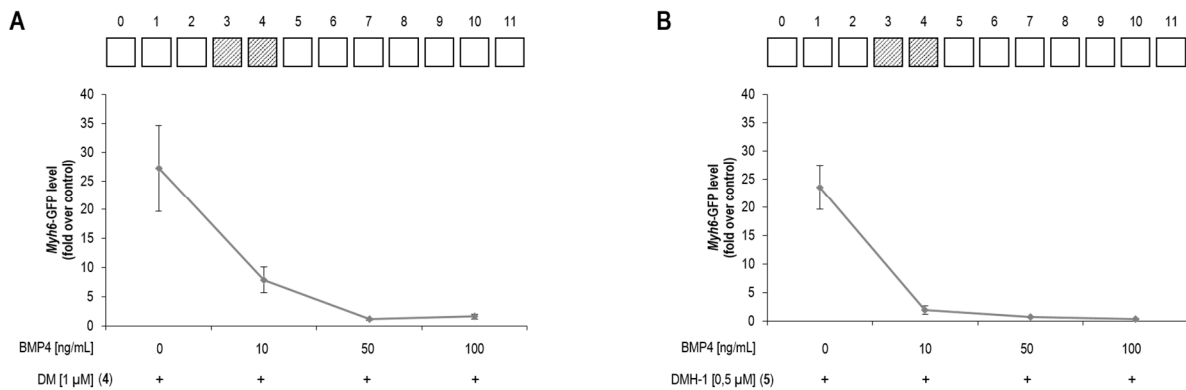 A
0 1 2 3 4 5 6 7 8 9 10 11
Myh6-GFP level
(fold over control)
40
35
30
25
20
15
10
5
0
BMP4 [ng/mL] 0 10 50 100
DM [1 µM] (4) + + + +
B
0 1 2 3 4 5 6 7 8 9 10 11
Myh6-GFP level
(fold over control)
40
35
30
25
20
15
10
5
0
BMP4 [ng/mL] 0 10 50 100
DMH-1 [0,5 µM] (5) + + + +